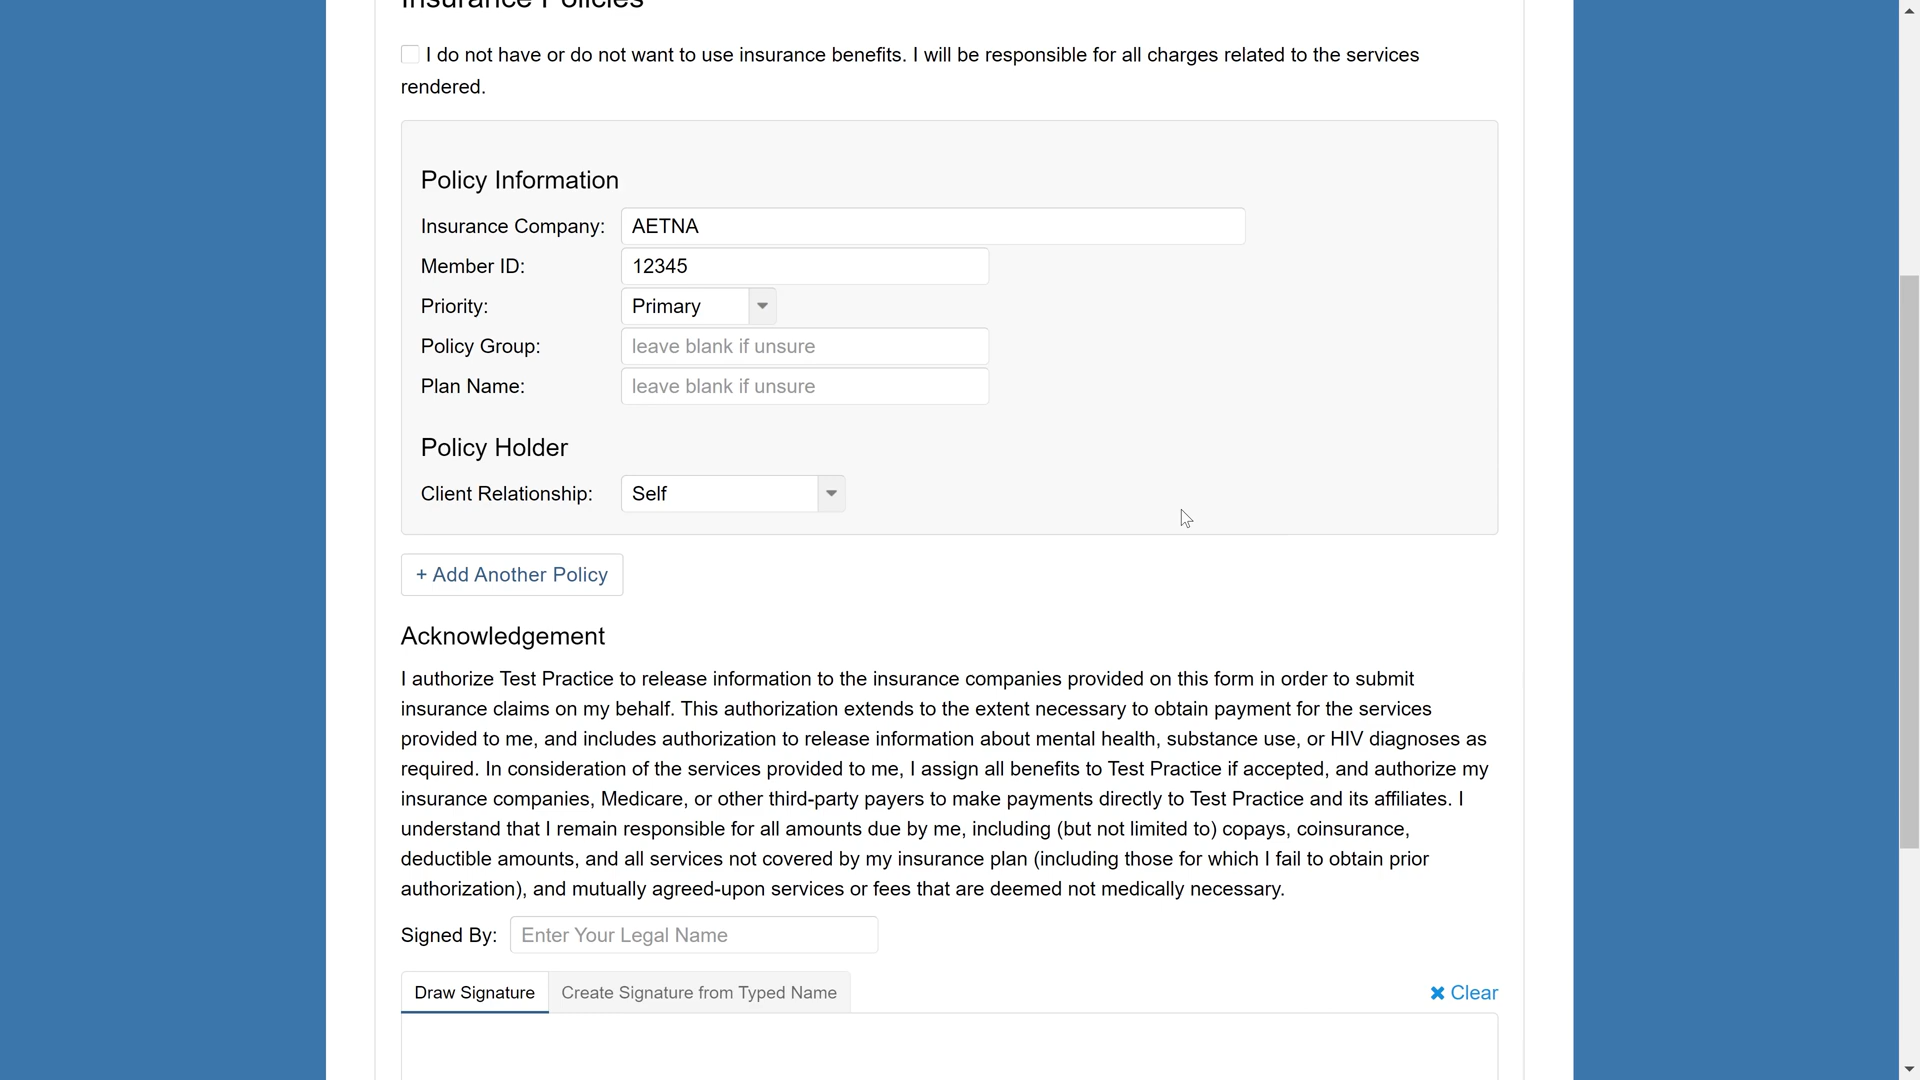 Insurance Policies
I do not have or do not want to use insurance benefits. I will be responsible for all charges related to the services
rendered.
Policy Information
Insurance Company: AETNA
Member ID: 12345
Priority: Primary
Policy Group: leave blank if unsure
Plan Name: leave blank if unsure
Policy Holder
Client Relationship: Self
+ Add Another Policy
Acknowledgement
I authorize Test Practice to release information to the insurance companies provided on this form in order to submit
insurance claims on my behalf. This authorization extends to the extent necessary to obtain payment for the services
provided to me, and includes authorization to release information about mental health, substance use, or HIV diagnoses as
required. In consideration of the services provided to me, I assign all benefits to Test Practice if accepted, and authorize my
insurance companies, Medicare, or other third-party payers to make payments directly to Test Practice and its affiliates. I
understand that I remain responsible for all amounts due by me, including (but not limited to) copays, coinsurance,
deductible amounts, and all services not covered by my insurance plan (including those for which I fail to obtain prior
authorization), and mutually agreed-upon services or fees that are deemed not medically necessary.
Signed By: Enter Your Legal Name
Draw Signature Create Signature from Typed Name ✖ Clear